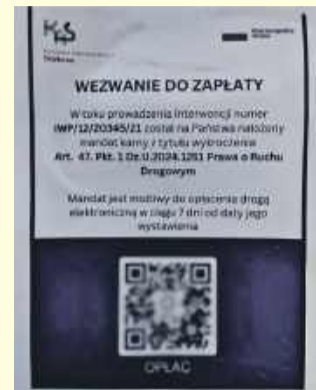 KAS
WEZWANIE DO ZAPŁATY
W toku prowadzenia interwencji numer
IWP/12/20345/21 został na Państwa nałożony
mandat karny z tytułu wykroczenia
Art. 47. Pkt. 1 Dz.U.2024.1251 Prawa o Ruchu
Drogowym
Mandat jest możliwy do opłacenia drogą
elektroniczną w ciągu 7 dni od daty jego
wystawienia
OPŁAĆ